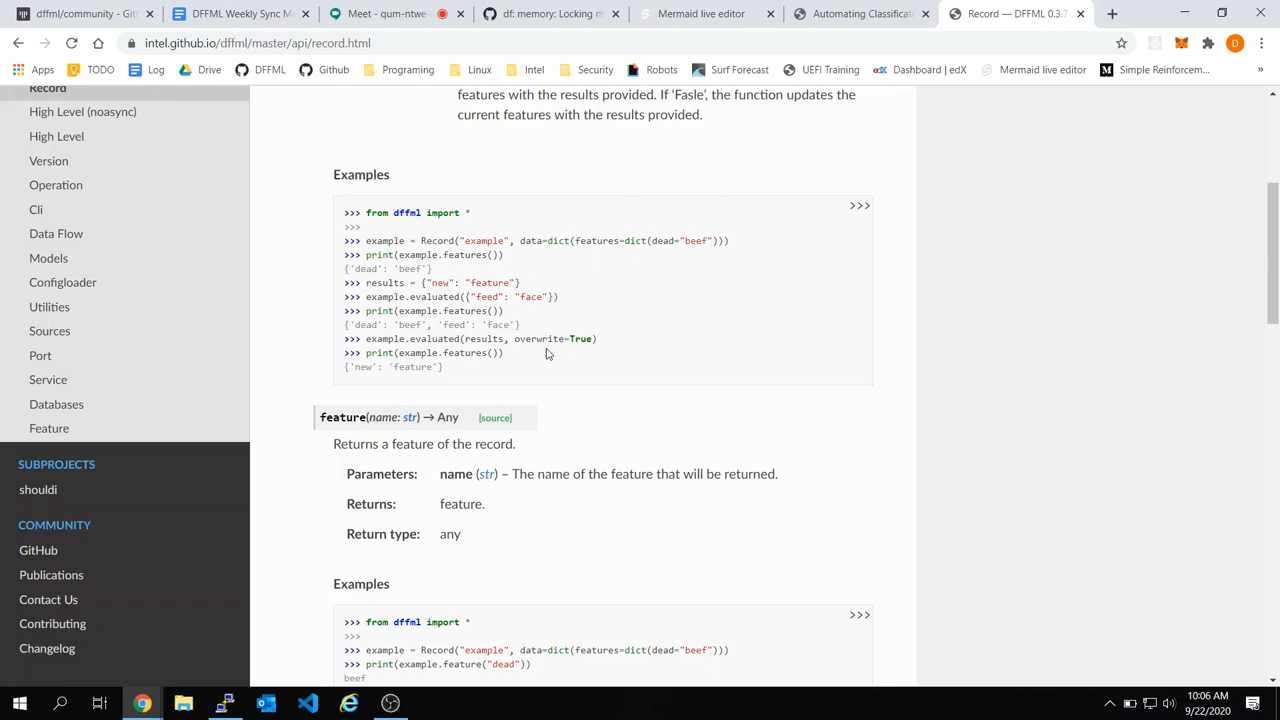 dffml/community - Git
DFFML Weekly Sync M
Meet - qum-ntwe
df: memory: Locking m
Mermaid live editor
Automating Classificati
Record — DFFML 0.3.7
intel.github.io/dffml/master/api/record.html
Apps
TODO
Log
Drive
DFFML
Github
Programing
Linux
Intel
Security
Robots
Surf Forecast
UEFI Training
Dashboard | edX
Mermaid live editor
Simple Reinforcem...
Record
High Level (noasync)
High Level
Version
Operation
Cli
Data Flow
Models
Configloader
Utilities
Sources
Port
Service
Databases
Feature
SUBPROJECTS
shouldi
COMMUNITY
GitHub
Publications
Contact Us
Contributing
Changelog
features with the results provided. If ‘Fasle’, the function updates the
current features with the results provided.
Examples
>>>
>>> from dffml import *
>>>
>>> example = Record("example", data=dict(features=dict(dead="beef")))
>>> print(example.features())
{'dead': 'beef'}
>>> results = {"new": "feature"}
>>> example.evaluated({"feed": "face"})
>>> print(example.features())
{'dead': 'beef', 'feed': 'face'}
>>> example.evaluated(results, overwrite=True)
>>> print(example.features())
{'new': 'feature'}
feature(name: str) → Any [source]
Returns a feature of the record.
Parameters: name (str) – The name of the feature that will be returned.
Returns: feature.
Return type: any
Examples
>>>
>>> from dffml import *
>>>
>>> example = Record("example", data=dict(features=dict(dead="beef")))
>>> print(example.feature("dead"))
beef
10:06 AM
9/22/2020